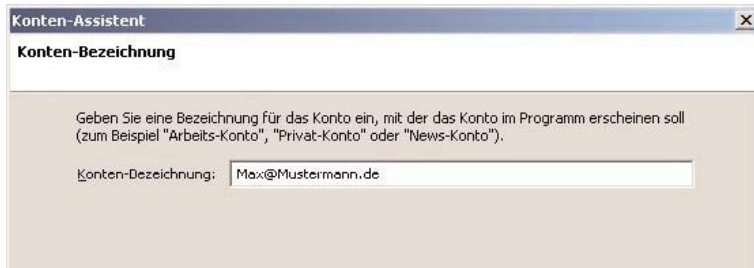 Konten-Assistent
Konten-Bezeichnung
Geben Sie eine Bezeichnung für das Konto ein, mit der das Konto im Programm erscheinen soll
(zum Beispiel "Arbeits-Konto", "Privat-Konto" oder "News-Konto").
Konten-Bezeichnung: Max@Mustermann.de